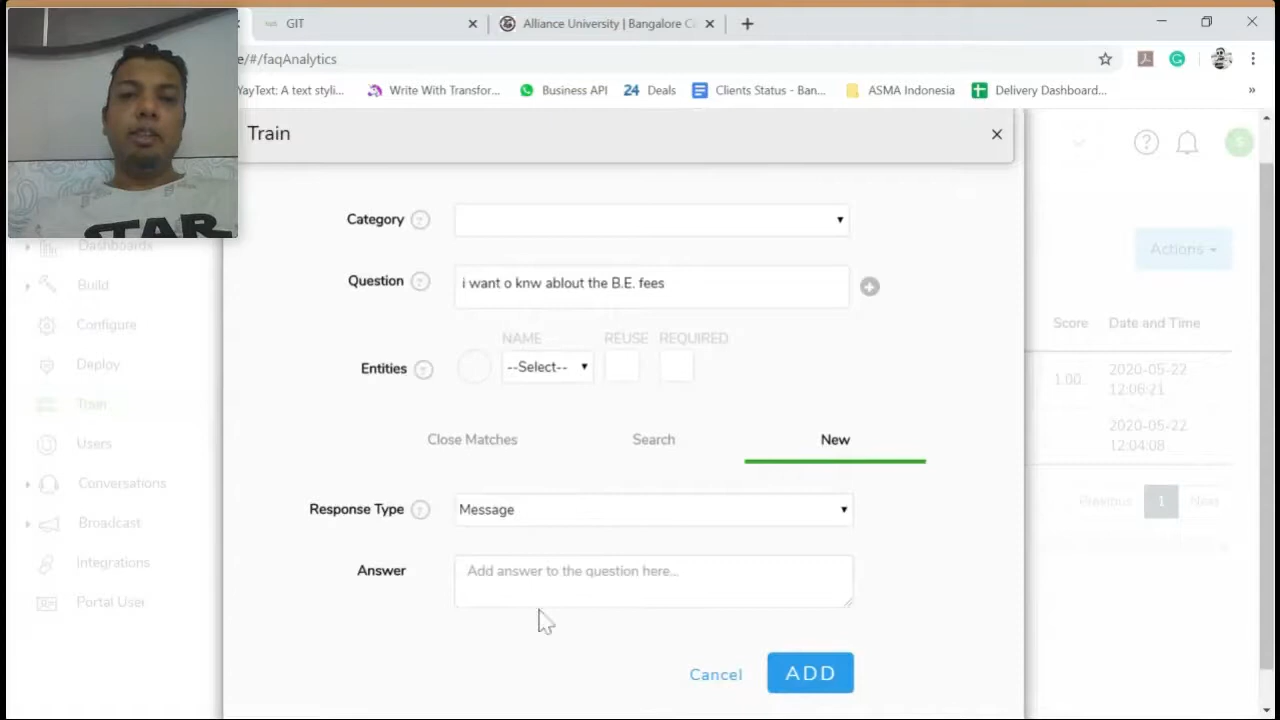 GIT
Alliance University | Bangalore C
e/#/faqAnalytics
YayText: A text styli...
Write With Transfor...
Business API
24 Deals
Clients Status - Ban...
ASMA Indonesia
Delivery Dashboard...
»
Train
STAR
S
Category ?
Question ?
i want o knw ablout the B.E. fees
NAME REUSE REQUIRED
Entities ?
--Select--
Close Matches
Search
New
Response Type ?
Message
Answer
Add answer to the question here...
Cancel
ADD
Dashboards
Build
Configure
Deploy
Train
Users
Conversations
Broadcast
Integrations
Portal User
Actions
Score
Date and Time
1.00
2020-05-22
12:06:21
2020-05-22
12:04:08
Previous
1
Next